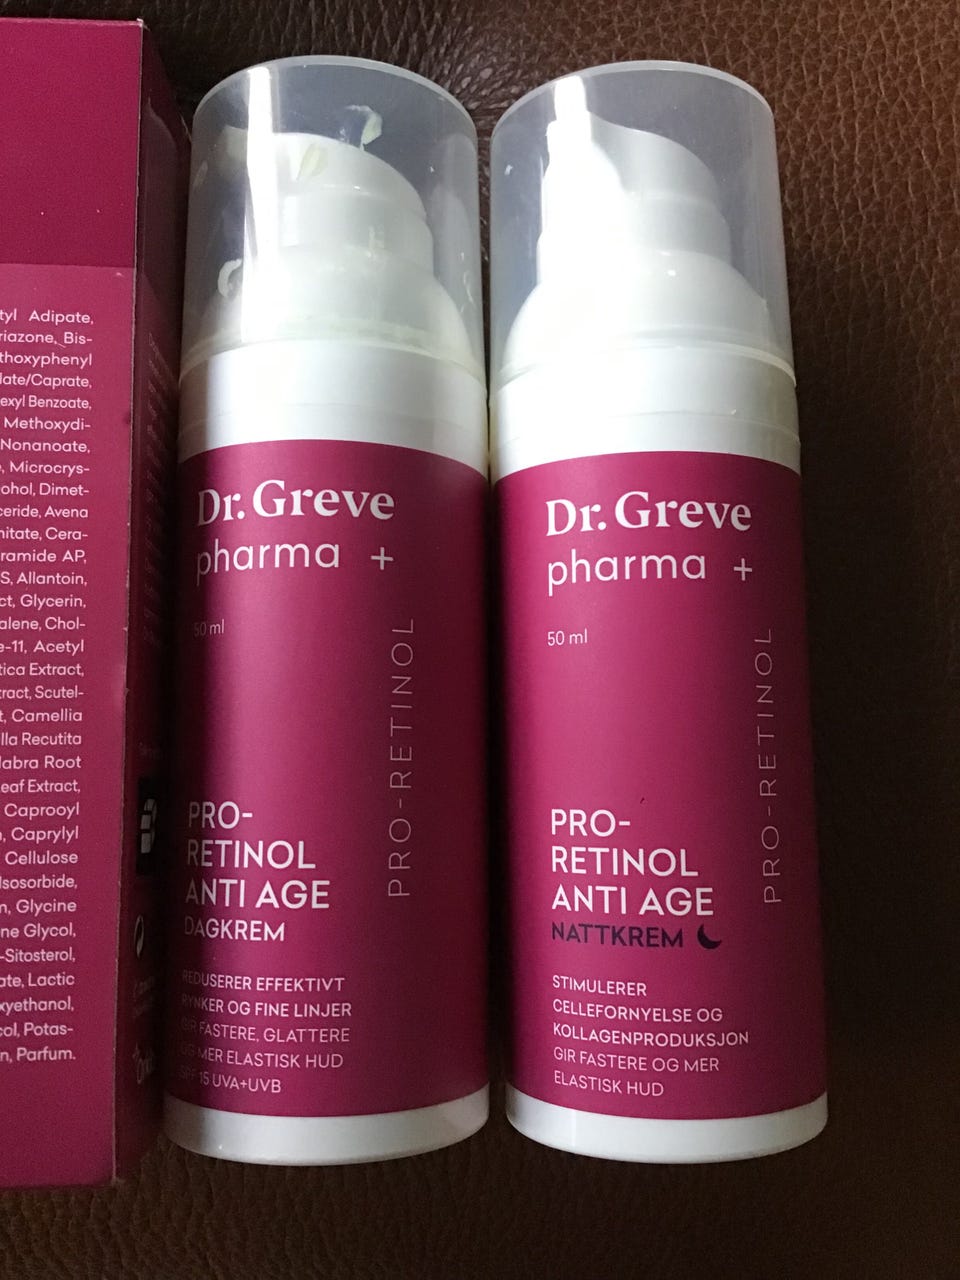 tyl Adipate,
riazone, Bis-
thoxyphenyl
late/Caprate,
exyl Benzoate,
Methoxydi-
Nonanoate,
, Microcrys-
ohol, Dimet-
ceride, Avena
nitate, Cera-
ramide AP,
S, Allantoin,
ct, Glycerin,
alene, Chol-
e-11, Acetyl
tica Extract,
tract, Scutel-
t, Camellia
lla Recutita
labra Root
eaf Extract,
Caprooyl
, Caprylyl
Cellulose
Isosorbide,
n, Glycine
ne Glycol,
-Sitosterol,
ate, Lactic
xyethanol,
col, Potas-
n, Parfum.
Dr. Greve
pharma +
50 ml
PRO-RETINOL
PRO-
RETINOL
ANTI AGE
DAGKREM
REDUSERER EFFEKTIVT
RYNKER OG FINE LINJER
GIR FASTERE, GLATTERE
OG MER ELASTISK HUD
SPF 15 UVA+UVB
Dr. Greve
pharma +
50 ml
PRO-RETINOL
PRO-
RETINOL
ANTI AGE
NATTKREM
STIMULERER
CELLEFORNYELSE OG
KOLLAGENPRODUKSJON
GIR FASTERE OG MER
ELASTISK HUD